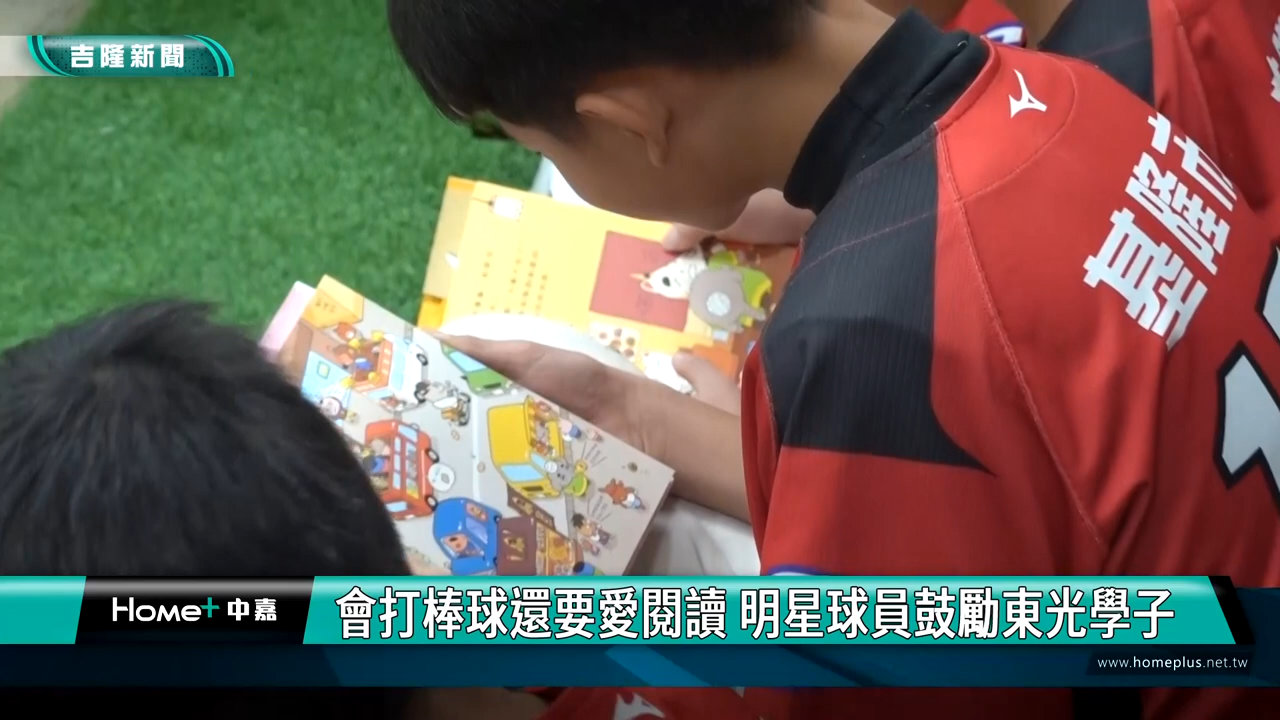 吉隆新聞
基隆市
Home+ 中嘉
會打棒球還要愛閱讀 明星球員鼓勵東光學子
www.homeplus.net.tw